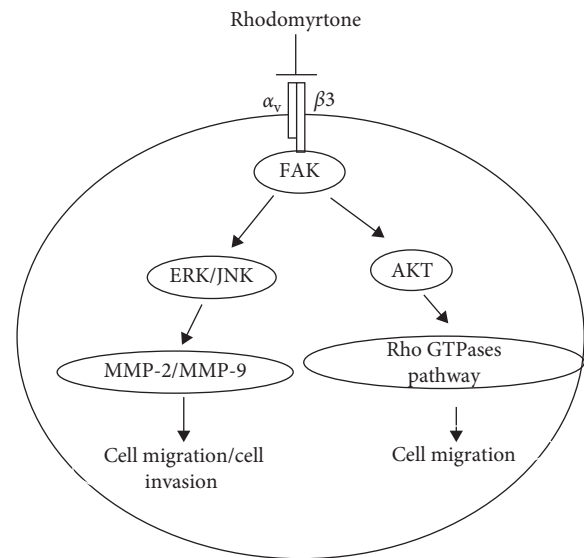 Rhodomyrtone
αv β3
FAK
ERK/JNK
AKT
MMP-2/MMP-9
Rho GTPases
pathway
Cell migration/cell
invasion
Cell migration